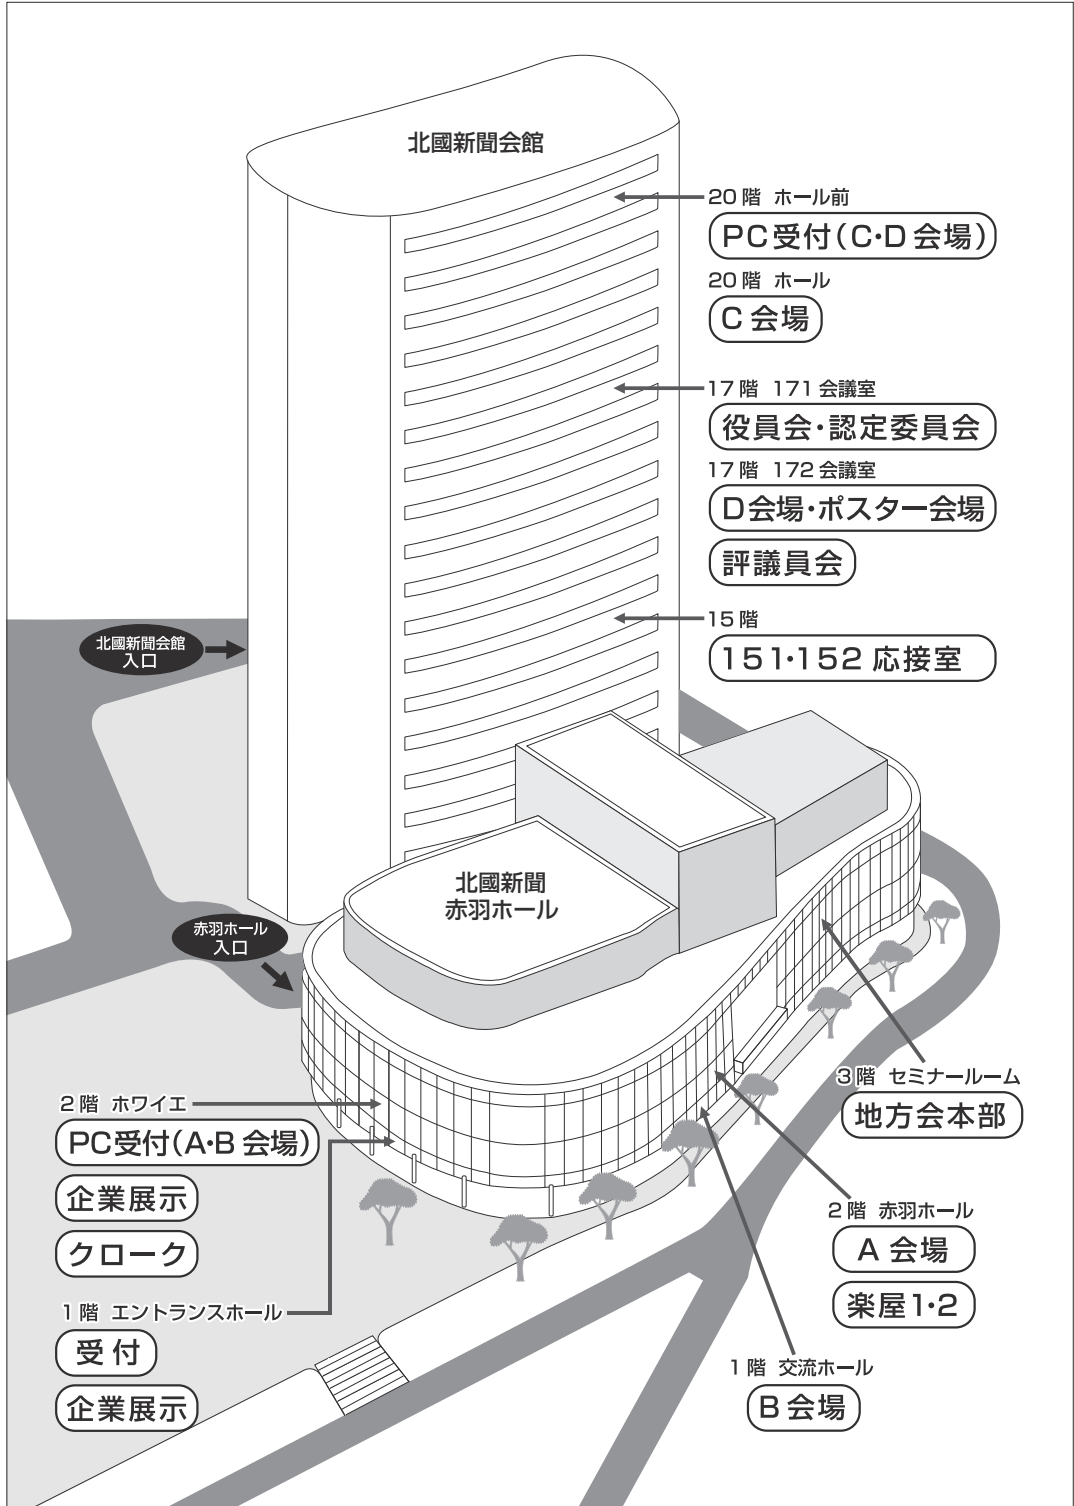 北國新聞会館
20階 ホール前
PC受付(C・D会場)
20階 ホール
C会場
17階 171会議室
役員会・認定委員会
17階 172会議室
D会場・ポスター会場
評議員会
15階
151・152 応接室
北國新聞会館
入口
北國新聞
赤羽ホール
赤羽ホール
入口
2階 ホワイエ
PC受付(A・B会場)
企業展示
クローク
1階 エントランスホール
受付
企業展示
3階 セミナールーム
地方会本部
2階 赤羽ホール
A 会場
楽屋1・2
1階 交流ホール
B会場